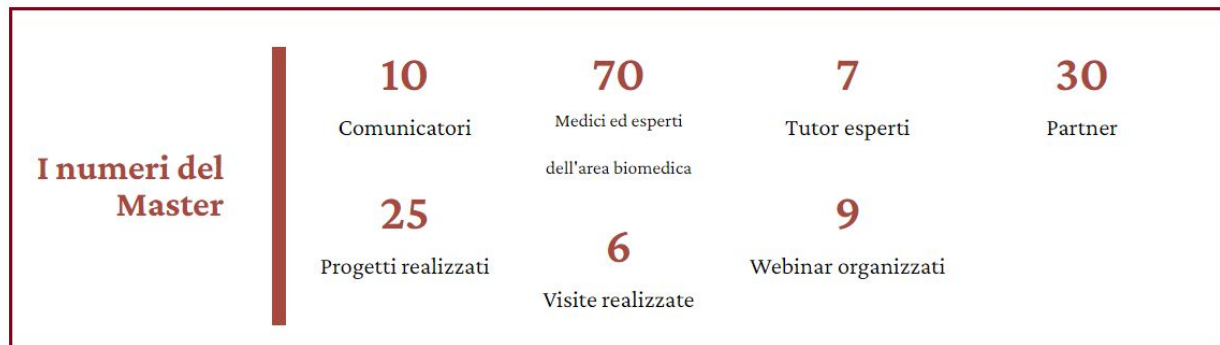 I numeri del
Master
10
Comunicatori
70
Medici ed esperti
dell'area biomedica
7
Tutor esperti
30
Partner
25
Progetti realizzati
6
Visite realizzate
9
Webinar organizzati